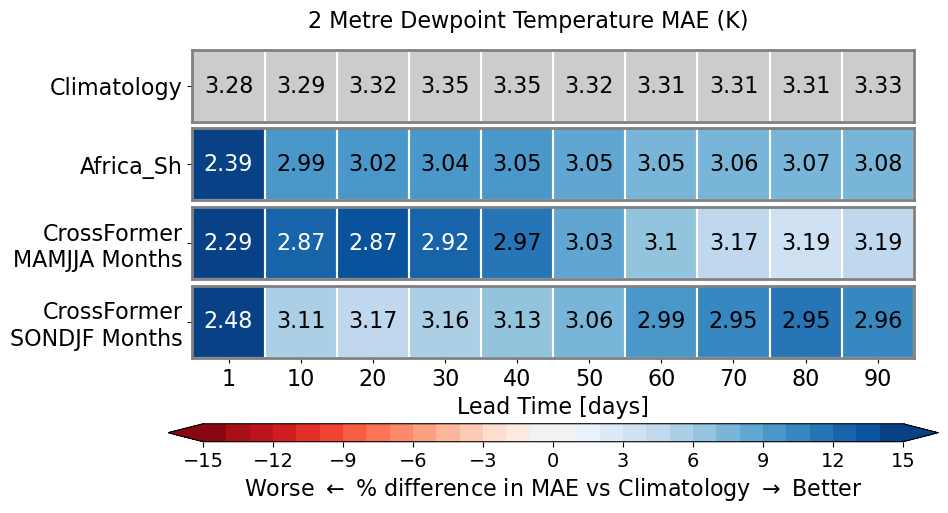 2 Metre Dewpoint Temperature MAE (K)
Climatology 3.28 3.29 3.32 3.35 3.35 3.32 3.31 3.31 3.31 3.33
Africa_Sh 2.39 2.99 3.02 3.04 3.05 3.05 3.05 3.06 3.07 3.08
CrossFormer
MAMJJA Months 2.29 2.87 2.87 2.92 2.97 3.03 3.1 3.17 3.19 3.19
CrossFormer
SONDJF Months 2.48 3.11 3.17 3.16 3.13 3.06 2.99 2.95 2.95 2.96
1 10 20 30 40 50 60 70 80 90
Lead Time [days]
−15 −12 −9 −6 −3 0 3 6 9 12 15
Worse ← % difference in MAE vs Climatology → Better